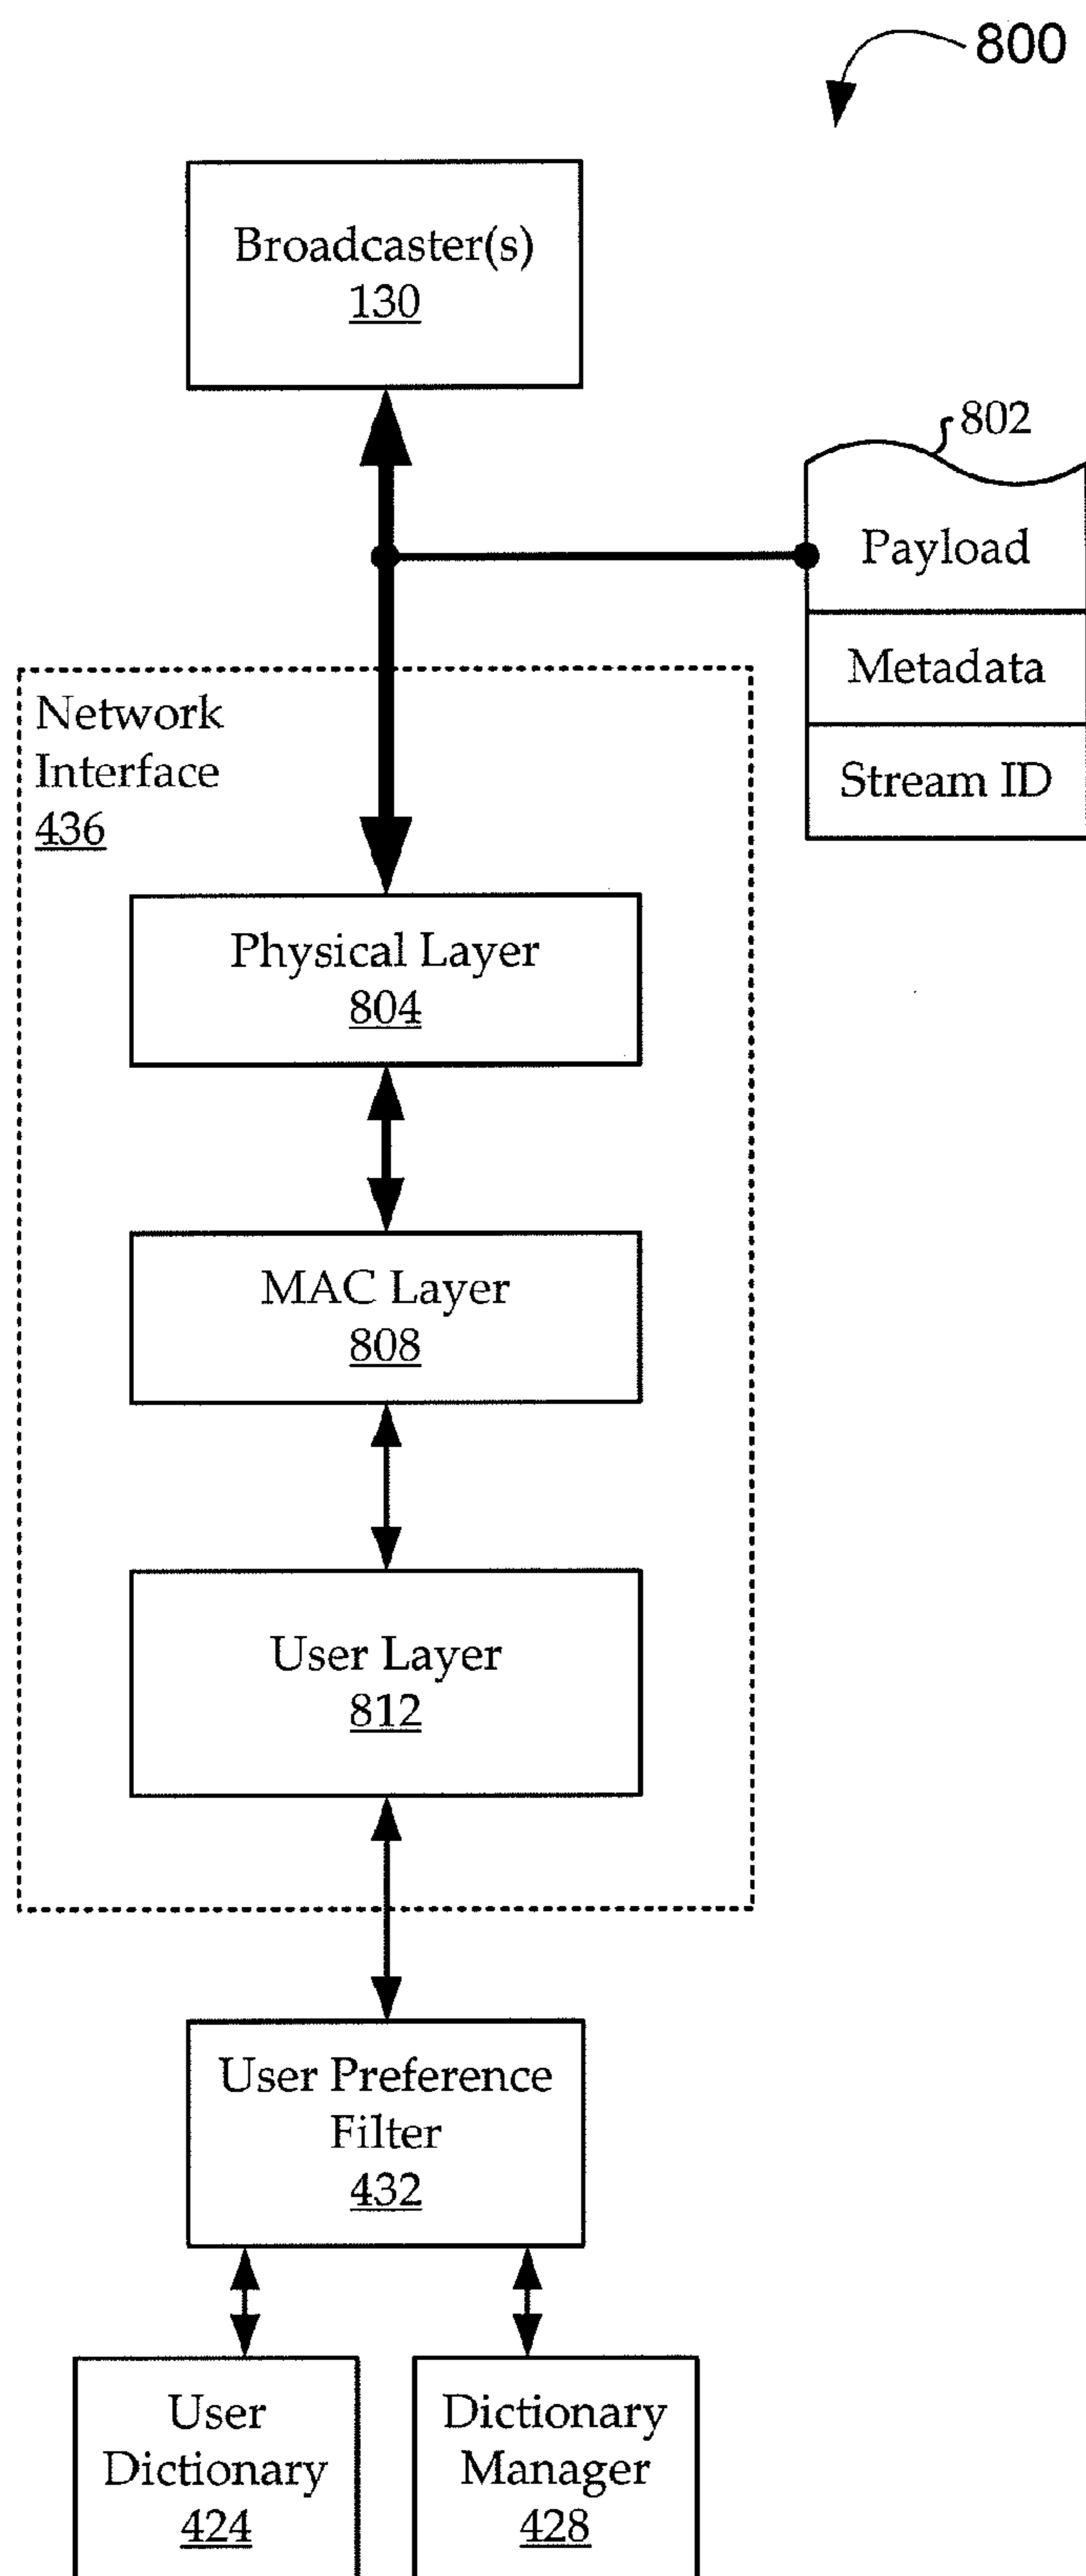 800
Broadcaster(s)
130
802
Payload
Metadata
Stream ID
Network
Interface
436
Physical Layer
804
MAC Layer
808
User Layer
812
User Preference
Filter
432
User
Dictionary
424
Dictionary
Manager
428